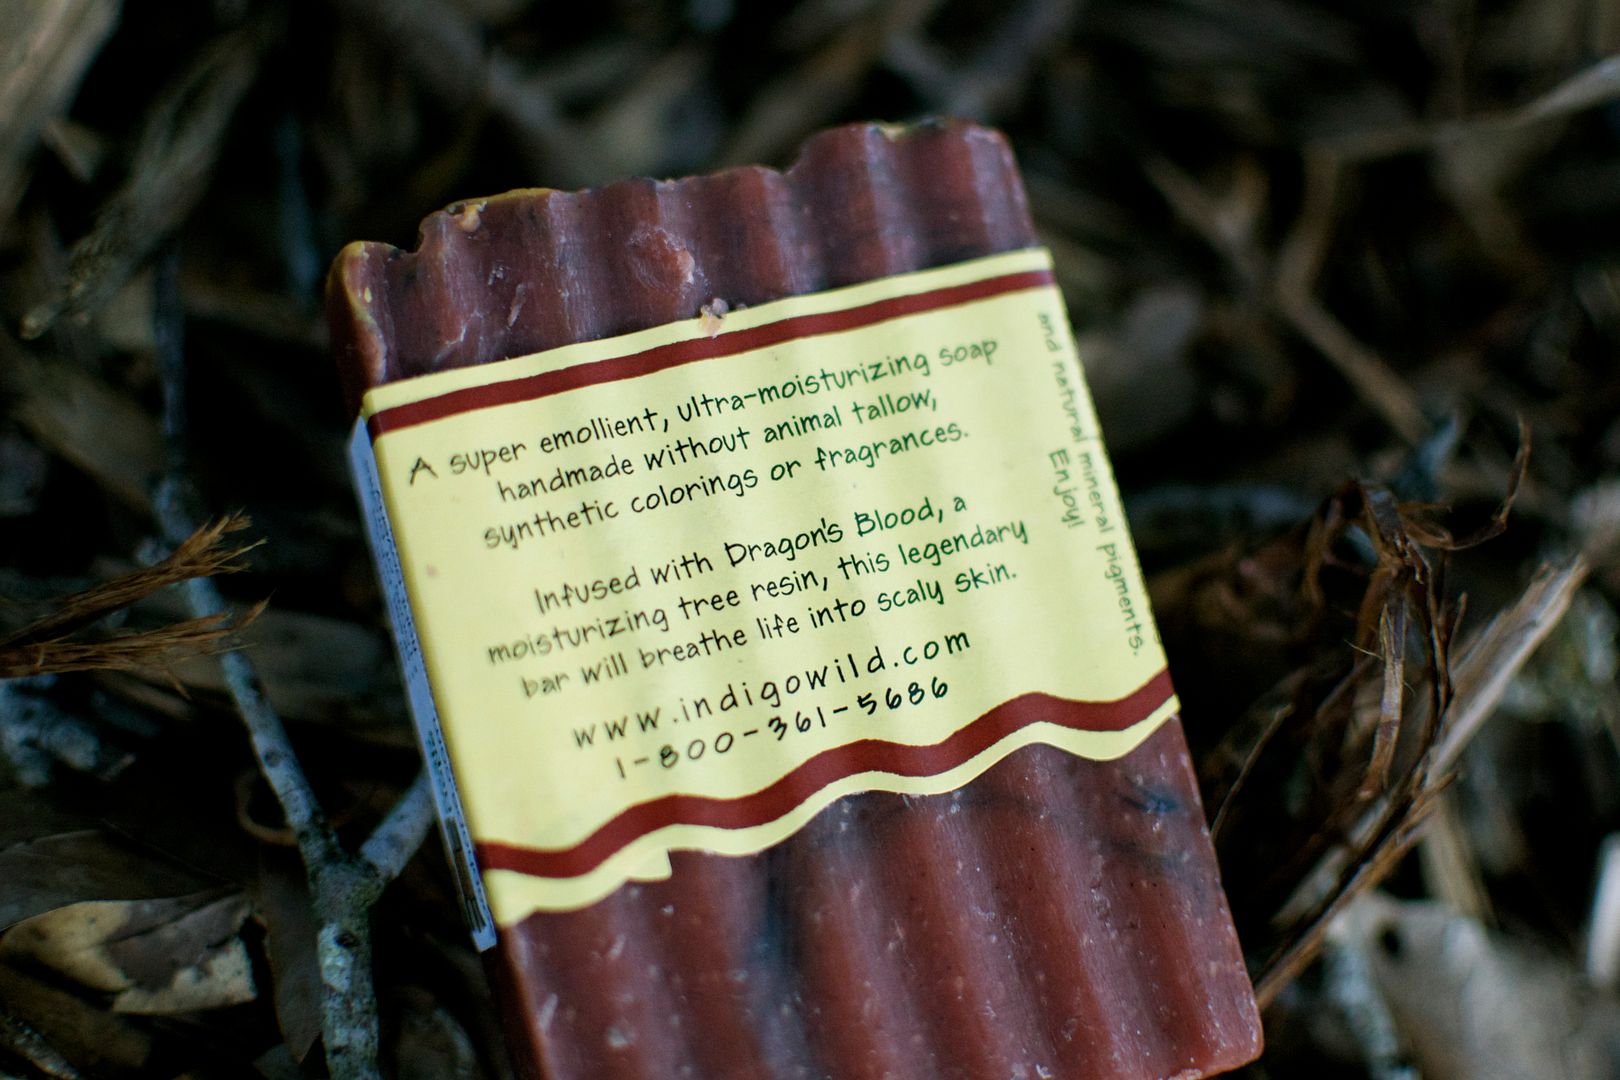 A super emollient, ultra-moisturizing soap
handmade without animal tallow,
synthetic colorings or fragrances.
Infused with Dragon's Blood, a
moisturizing tree resin, this legendary
bar will breathe life into scaly skin.
www.indigowild.com
1-800-361-5686
and natural mineral pigments.
Enjoy!